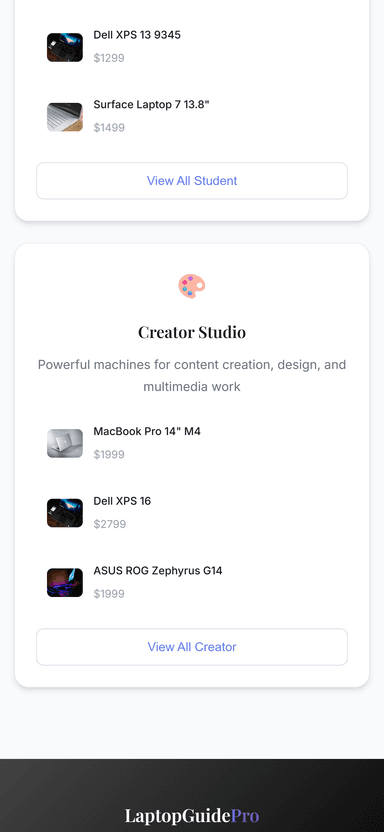 Dell XPS 13 9345
$1299
Surface Laptop 7 13.8"
$1499
View All Student
Creator Studio
Powerful machines for content creation, design, and
multimedia work
MacBook Pro 14" M4
$1999
Dell XPS 16
$2799
ASUS ROG Zephyrus G14
$1999
View All Creator
LaptopGuidePro